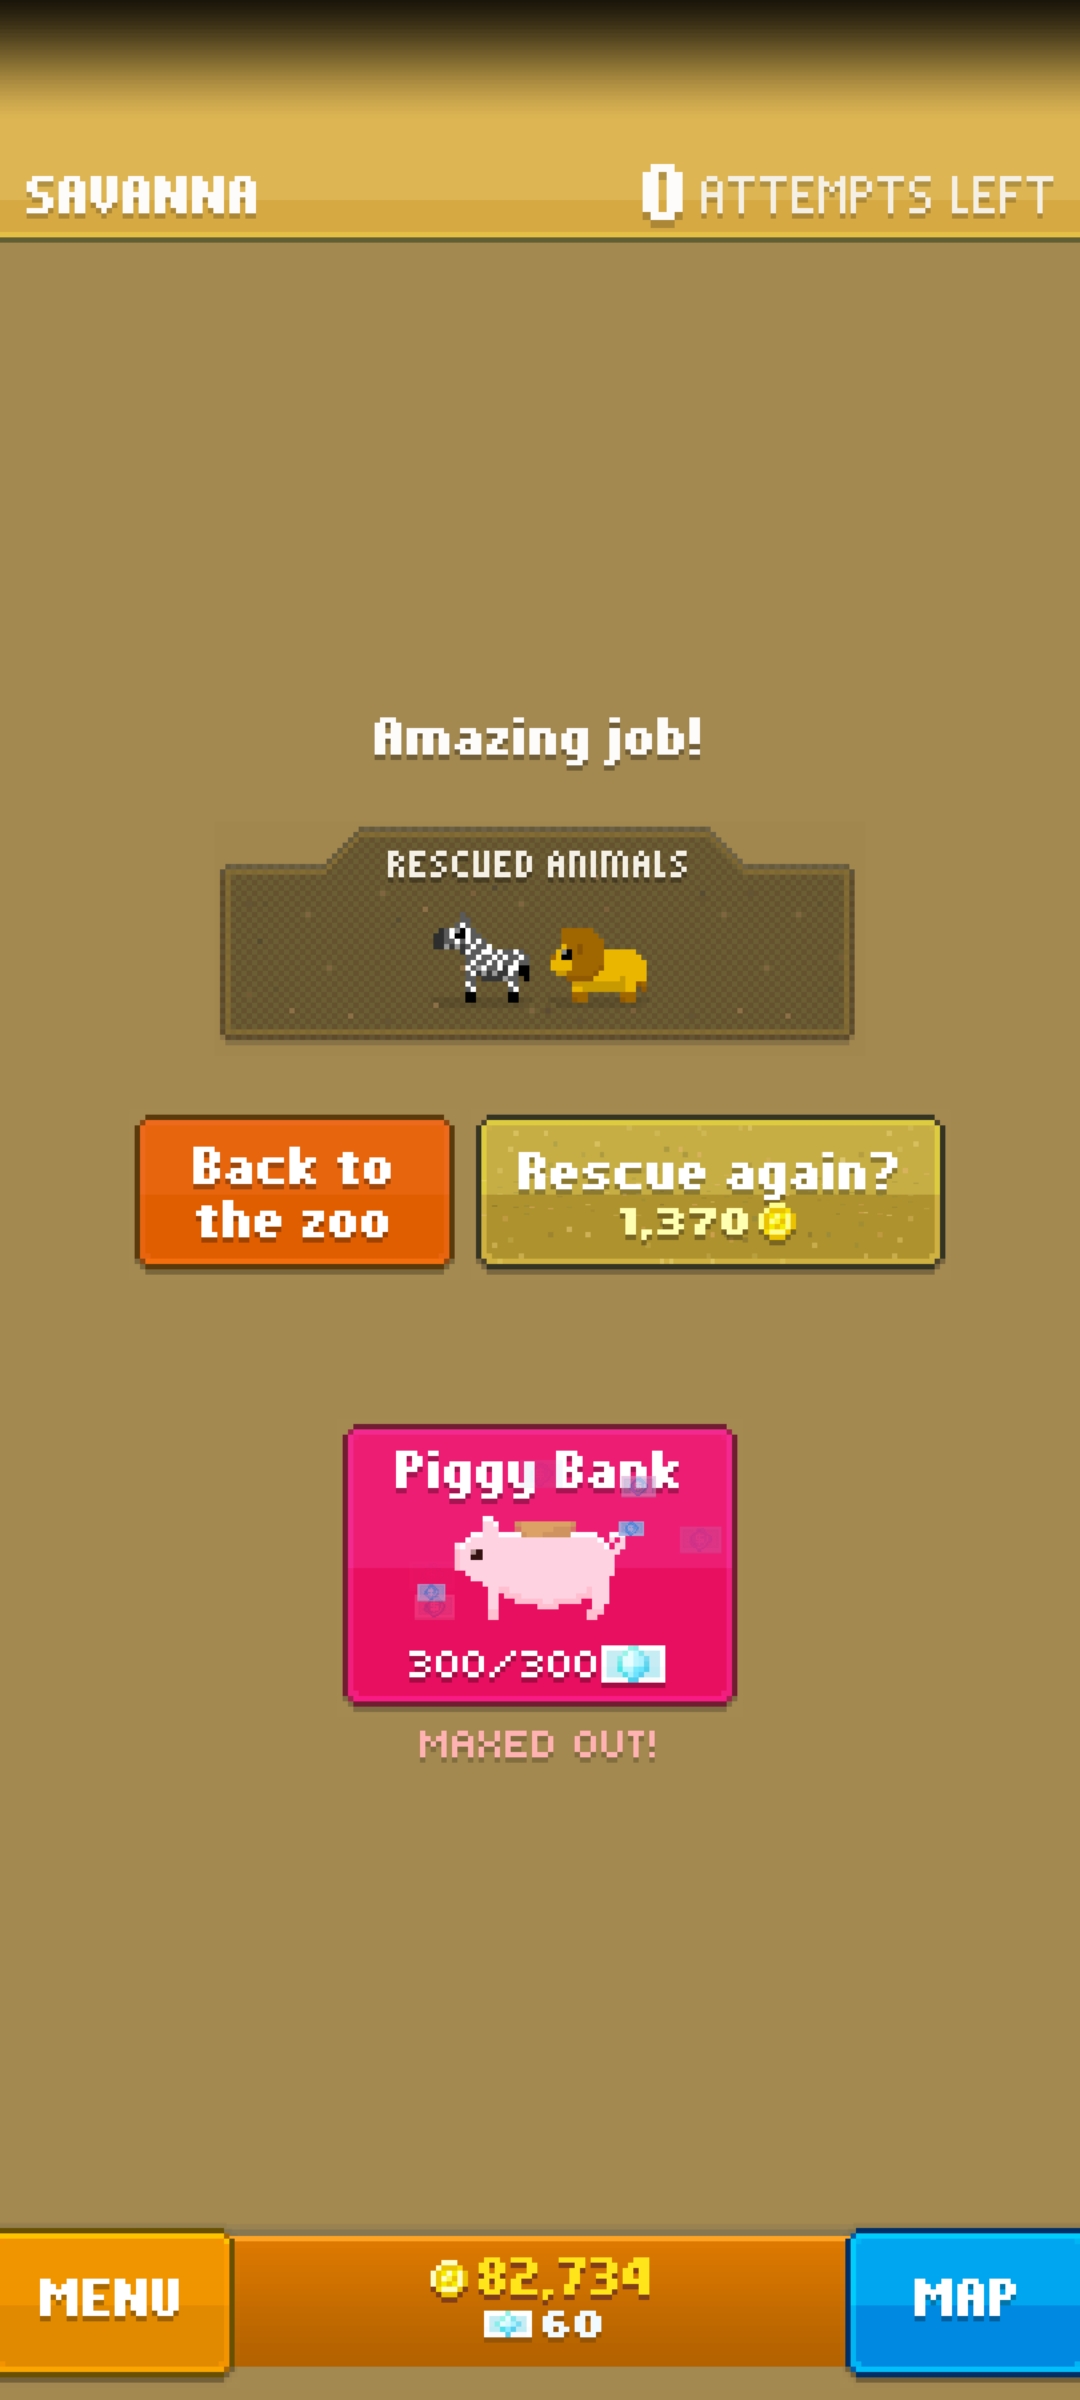 SAVANNA
0 ATTEMPTS LEFT
Amazing job!
RESCUED ANIMALS
Back to
the zoo
Rescue again?
1,370
Piggy Bank
300/300
MAXED OUT!
MENU
82,734
60
MAP